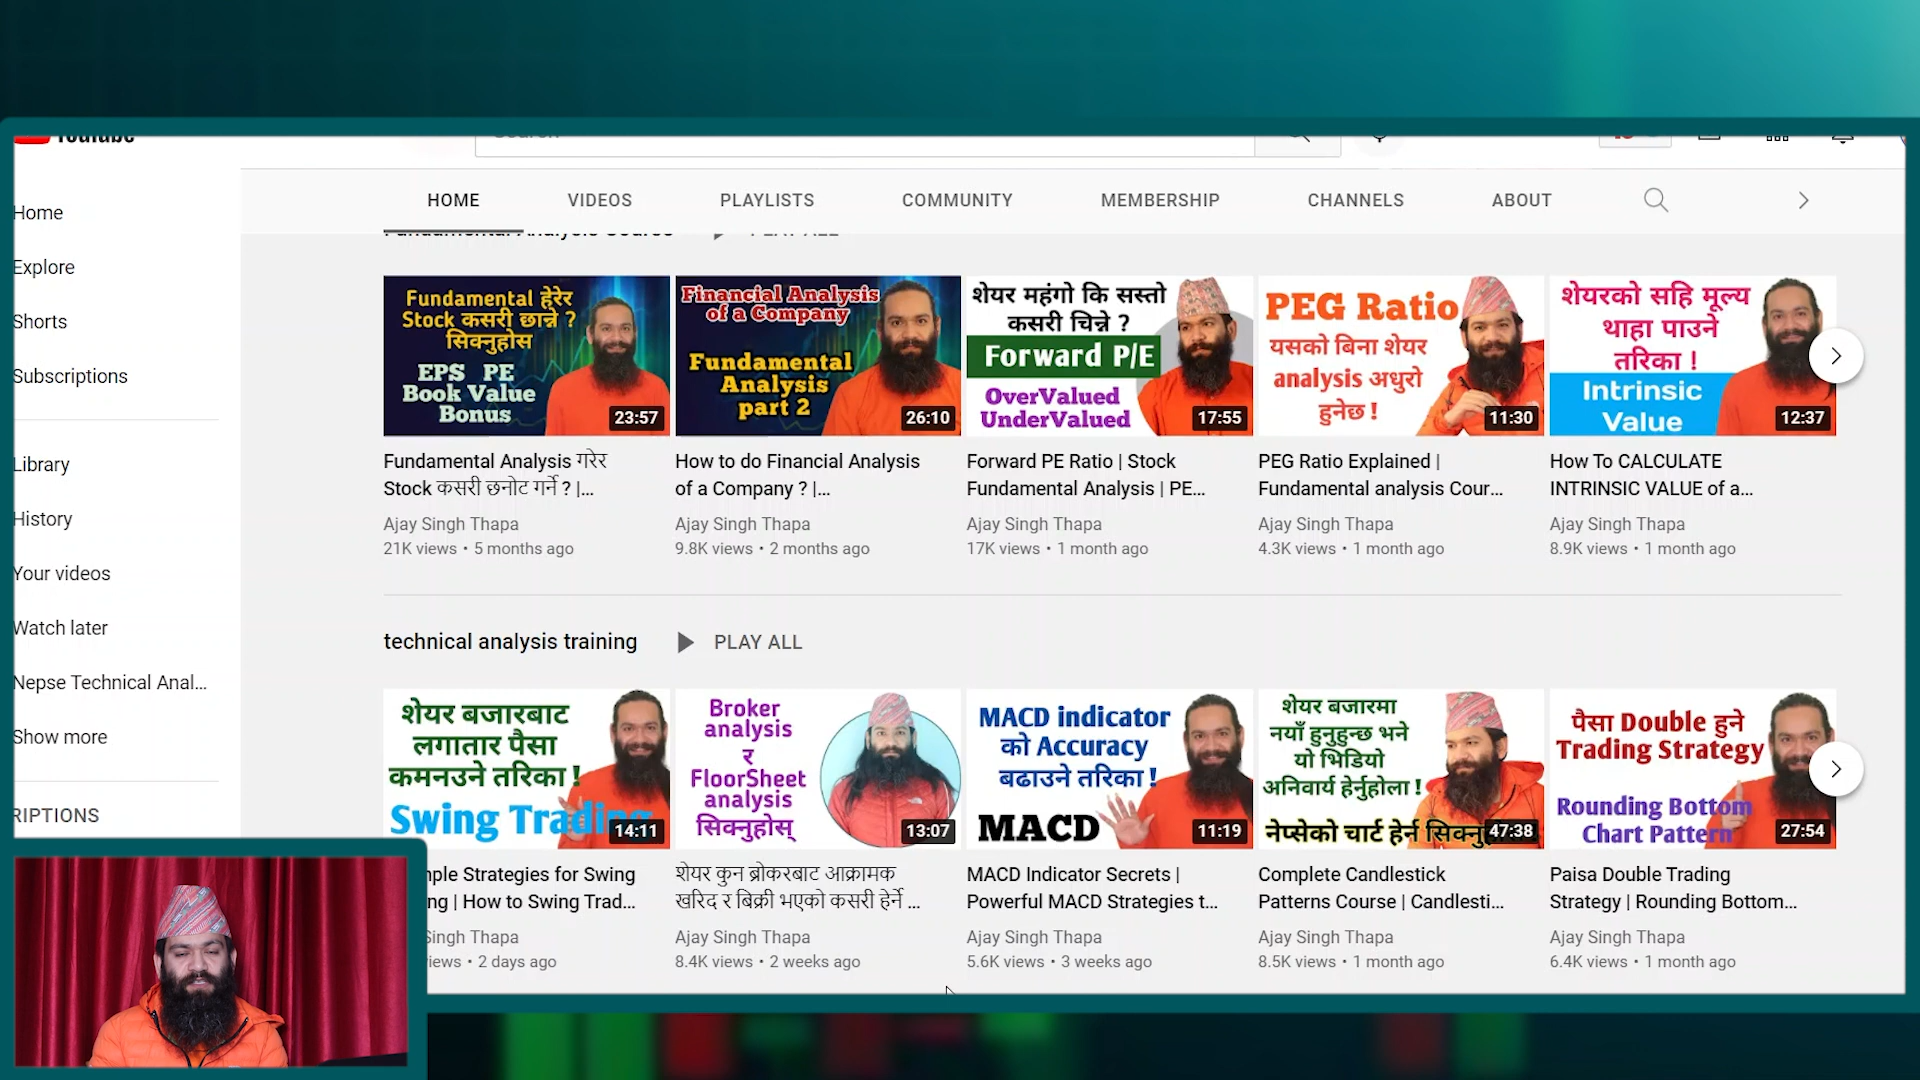 YouTube
Search
Home
Explore
Shorts
Subscriptions
Library
History
Your videos
Watch later
Nepse Technical Anal...
Show more
RIPTIONS
HOME
VIDEOS
PLAYLISTS
COMMUNITY
MEMBERSHIP
CHANNELS
ABOUT
Fundamental Analysis Course
PLAY ALL
Fundamental हेरेर
Stock कसरी छान्ने ?
सिक्नुहोस
EPS PE
Book Value
Bonus
23:57
Financial Analysis
of a Company
Fundamental
Analysis
part 2
26:10
शेयर महंगो कि सस्तो
कसरी चिन्ने ?
Forward P/E
OverValued
UnderValued
17:55
PEG Ratio
यसको बिना शेयर
analysis अधुरो
हुनेछ !
11:30
शेयरको सहि मूल्य
थाहा पाउने
तरिका !
Intrinsic
Value
12:37
Fundamental Analysis गरेर
Stock कसरी छनोट गर्ने ? |...
Ajay Singh Thapa
21K views • 5 months ago
How to do Financial Analysis
of a Company ? |...
Ajay Singh Thapa
9.8K views • 2 months ago
Forward PE Ratio | Stock
Fundamental Analysis | PE...
Ajay Singh Thapa
17K views • 1 month ago
PEG Ratio Explained |
Fundamental analysis Cour...
Ajay Singh Thapa
4.3K views • 1 month ago
How To CALCULATE
INTRINSIC VALUE of a...
Ajay Singh Thapa
8.9K views • 1 month ago
technical analysis training
PLAY ALL
शेयर बजारबाट
लगातार पैसा
कमनउने तरिका !
Swing Trading
14:11
Broker
analysis
र
FloorSheet
analysis
सिक्नुहोस्
13:07
MACD indicator
को Accuracy
बढाउने तरिका !
MACD
11:19
शेयर बजारमा
नयाँ हुनुहुन्छ भने
यो भिडियो
अनिवार्य हेर्नुहोला !
नेप्सेको चार्ट हेर्न सिक्नु
47:38
पैसा Double हुने
Trading Strategy
Rounding Bottom
Chart Pattern
27:54
mple Strategies for Swing
ng | How to Swing Trad...
Singh Thapa
iews • 2 days ago
शेयर कुन ब्रोकरबाट आक्रामक
खरिद र बिक्री भएको कसरी हेर्ने ...
Ajay Singh Thapa
8.4K views • 2 weeks ago
MACD Indicator Secrets |
Powerful MACD Strategies t...
Ajay Singh Thapa
5.6K views • 3 weeks ago
Complete Candlestick
Patterns Course | Candlesti...
Ajay Singh Thapa
8.5K views • 1 month ago
Paisa Double Trading
Strategy | Rounding Bottom...
Ajay Singh Thapa
6.4K views • 1 month ago